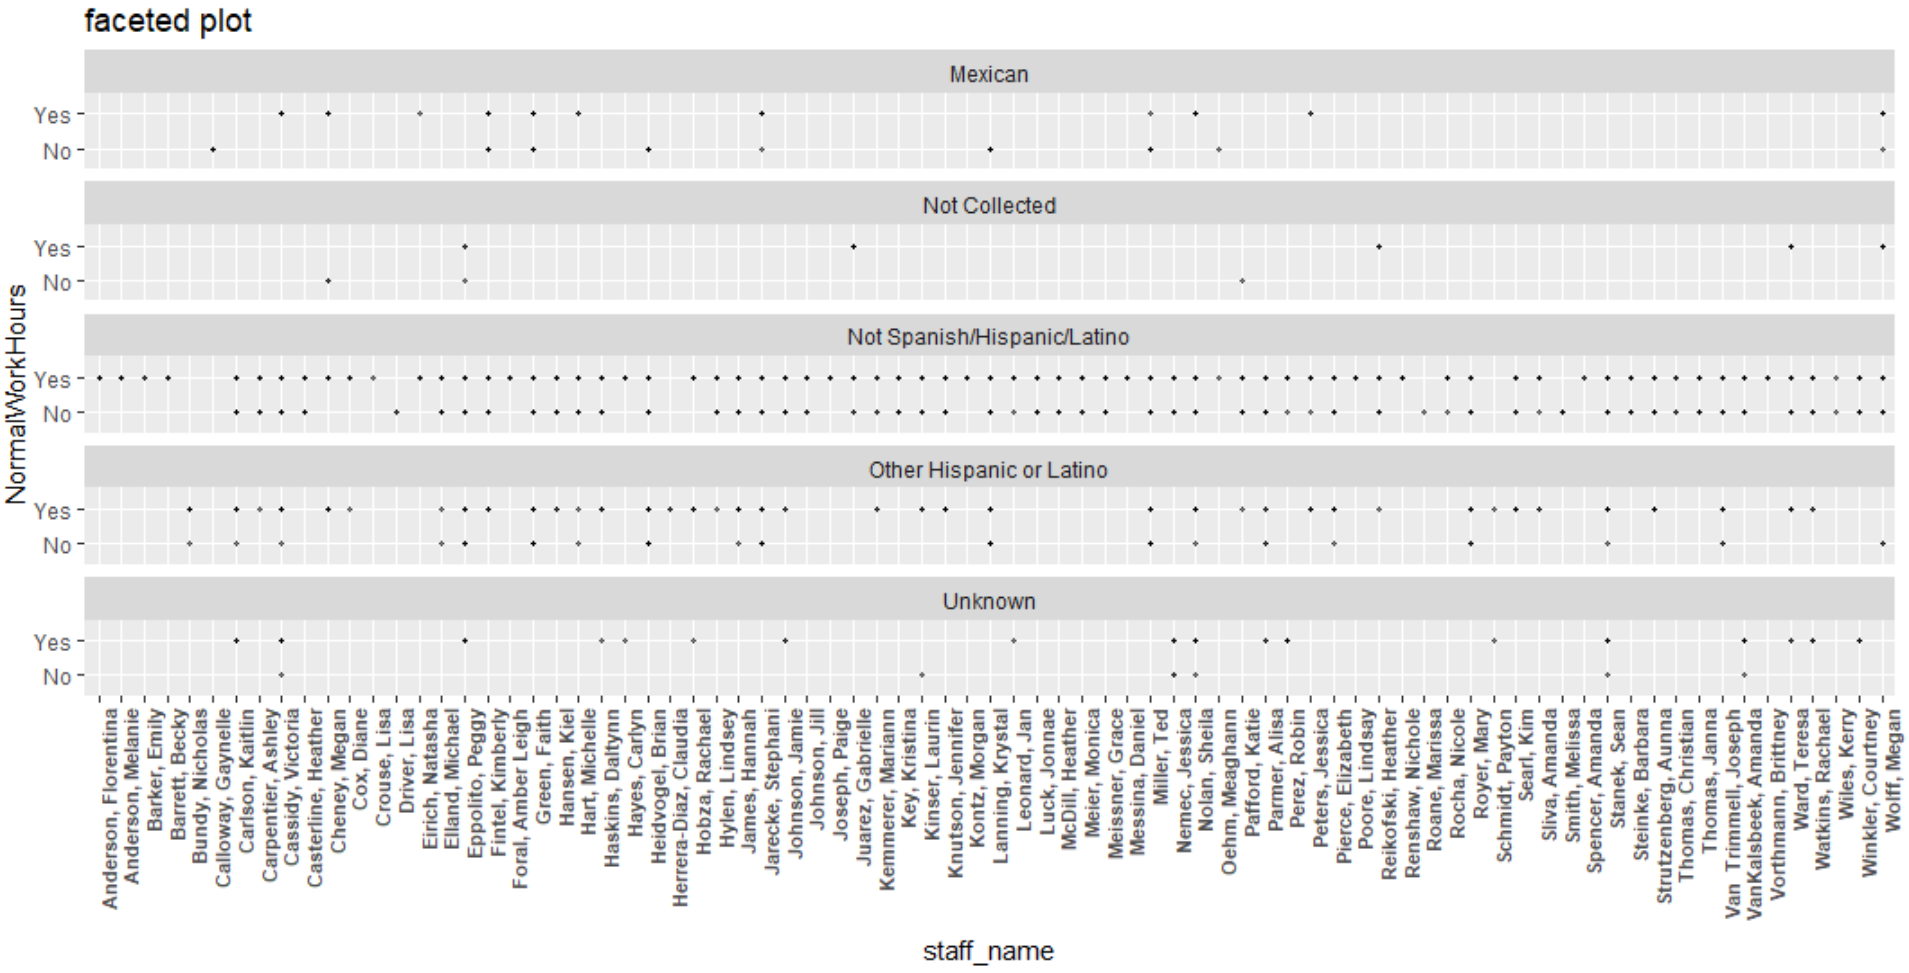 faceted plot
Mexican
Yes
No
Not Collected
Yes
No
Not Spanish/Hispanic/Latino
Yes
No
Other Hispanic or Latino
Yes
No
Unknown
Yes
No
NormalWorkHours
Anderson, Florentina
Anderson, Melanie
Barker, Emily
Barrett, Becky
Bundy, Nicholas
Calloway, Gaynelle
Carlson, Kaitlin
Carpentier, Ashley
Cassidy, Victoria
Casterline, Heather
Cheney, Megan
Cox, Diane
Crouse, Lisa
Driver, Lisa
Eirich, Natasha
Elland, Michael
Eppolito, Peggy
Fintel, Kimberly
Foral, Amber Leigh
Green, Faith
Hansen, Kiel
Hart, Michelle
Haskins, Daltynn
Hayes, Carlyn
Heidvogel, Brian
Herrera-Diaz, Claudia
Hobza, Rachael
Hylen, Lindsey
James, Hannah
Jarecke, Stephani
Johnson, Jamie
Johnson, Jill
Joseph, Paige
Juarez, Gabrielle
Kemmerer, Mariann
Key, Kristina
Kinser, Laurin
Knutson, Jennifer
Kontz, Morgan
Lanning, Krystal
Leonard, Jan
Luck, Jonnae
McDill, Heather
Meier, Monica
Meissner, Grace
Messina, Daniel
Miller, Ted
Nemec, Jessica
Nolan, Sheila
Oehm, Meaghann
Pafford, Katie
Parmer, Alisa
Perez, Robin
Peters, Jessica
Pierce, Elizabeth
Poore, Lindsay
Reikofski, Heather
Renshaw, Nichole
Roane, Marissa
Rocha, Nicole
Royer, Mary
Schmidt, Payton
Searl, Kim
Sliva, Amanda
Smith, Melissa
Spencer, Amanda
Stanek, Sean
Steinke, Barbara
Strutzenberg, Aunna
Thomas, Christian
Thomas, Janna
Van Trimmell, Joseph
VanKalsbeek, Amanda
Vorthmann, Brittney
Ward, Teresa
Watkins, Rachael
Wiles, Kerry
Winkler, Courtney
Wolff, Megan
staff_name